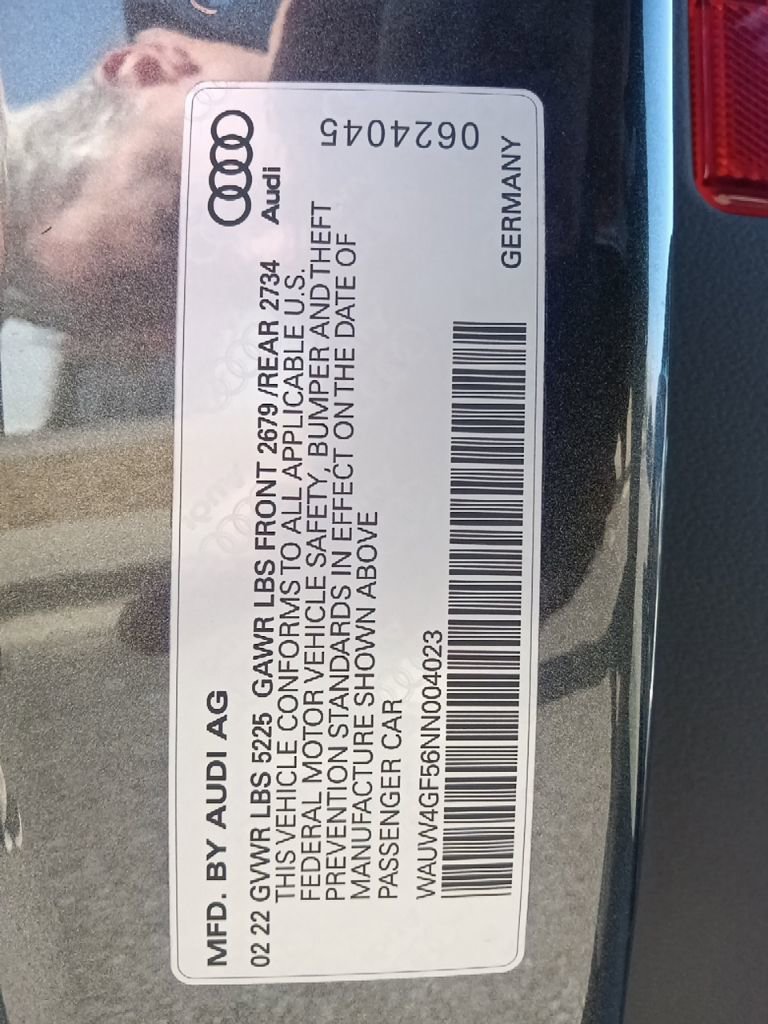 MFD. BY AUDI AG
Audi
02 22 GVWR LBS 5225 GAWR LBS FRONT 2679 /REAR 2734
THIS VEHICLE CONFORMS TO ALL APPLICABLE U.S.
FEDERAL MOTOR VEHICLE SAFETY, BUMPER AND THEFT
PREVENTION STANDARDS IN EFFECT ON THE DATE OF
MANUFACTURE SHOWN ABOVE
PASSENGER CAR
WAUW4GF56NN004023
0624045
GERMANY